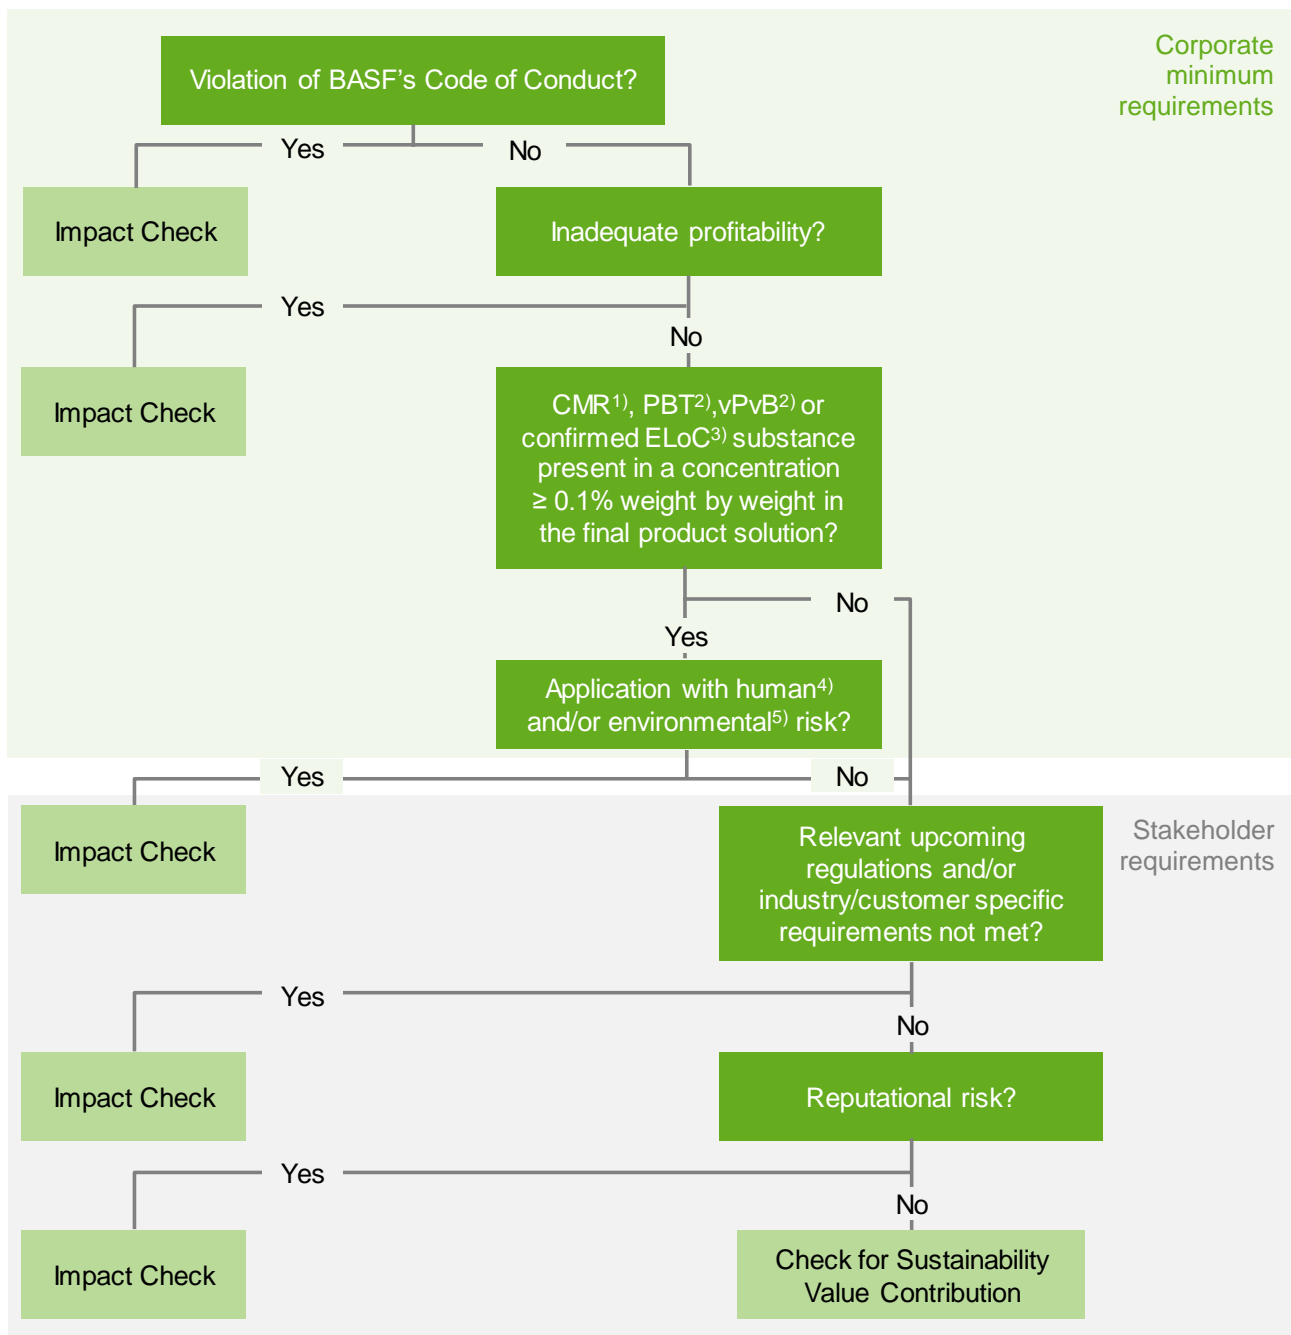 Corporate
minimum
requirements
Violation of BASF's Code of Conduct?
Yes
No
Impact Check
Inadequate profitability?
Yes
No
Impact Check
CMR1), PBT2),vPvB2) or
confirmed ELoC3) substance
present in a concentration
≥ 0.1% weight by weight in
the final product solution?
No
Yes
Application with human4)
and/or environmental5) risk?
Yes
No
Impact Check
Relevant upcoming
regulations and/or
industry/customer specific
requirements not met?
Stakeholder
requirements
Yes
No
Impact Check
Reputational risk?
Yes
No
Impact Check
Check for Sustainability
Value Contribution